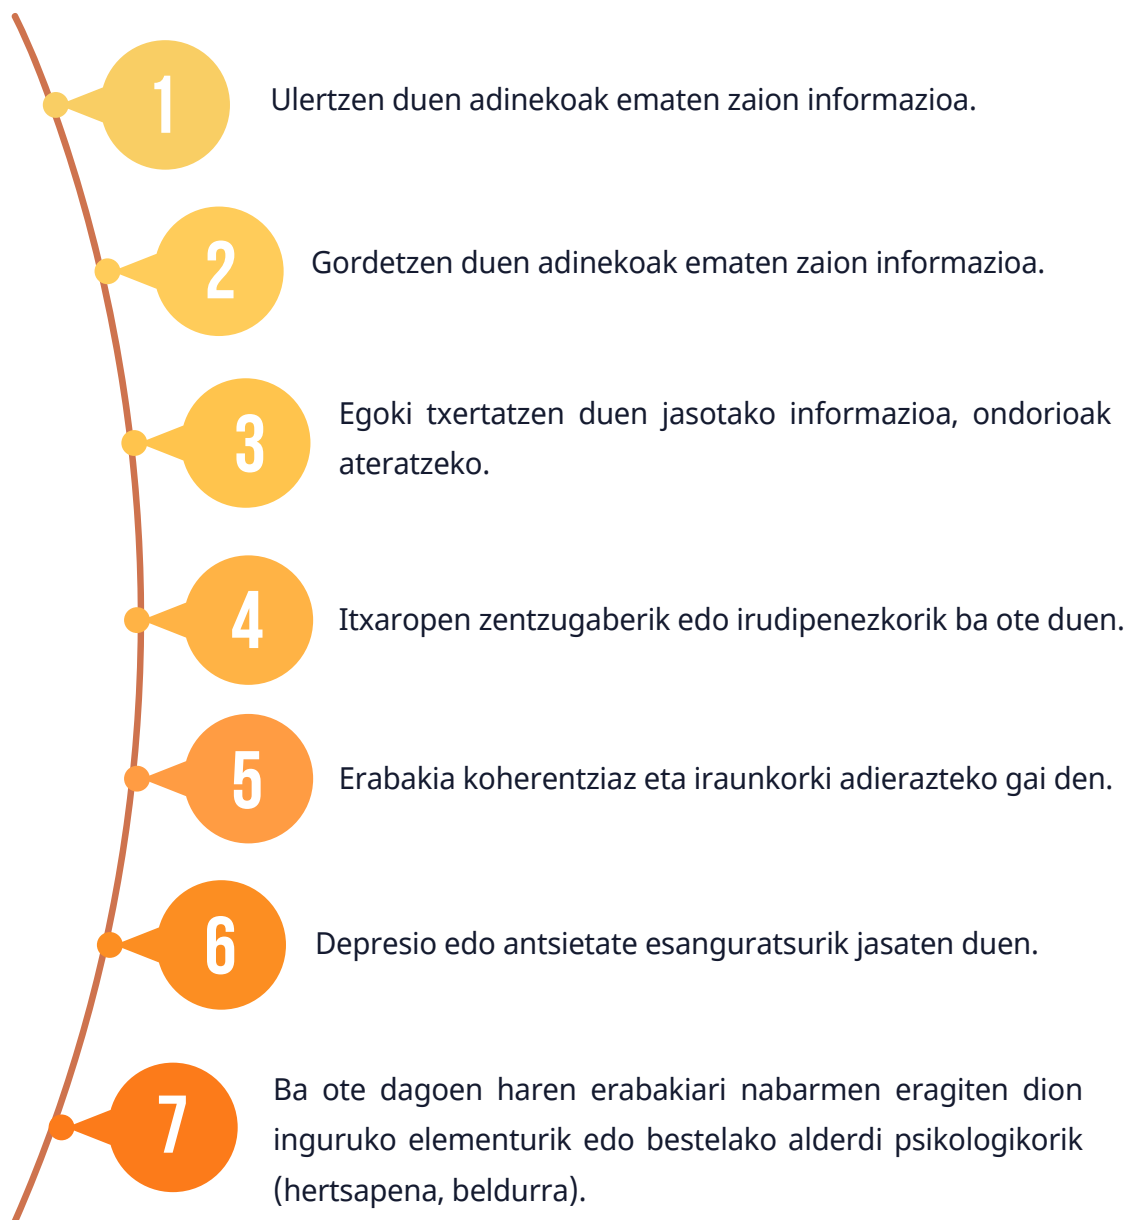 1
Ulertzen duen adinekoak ematen zaion informazioa.
2
Gordetzen duen adinekoak ematen zaion informazioa.
3
Egoki txertatzen duen jasotako informazioa, ondorioak
ateratzeko.
4
Itxaropen zentzugaberik edo irudipenezkorik ba ote duen.
5
Erabakia koherentziaz eta iraunkorki adierazteko gai den.
6
Depresio edo antsietate esanguratsurik jasaten duen.
7
Ba ote dagoen haren erabakiari nabarmen eragiten dion
inguruko elementurik edo bestelako alderdi psikologikorik
(hertsapena, beldurra).